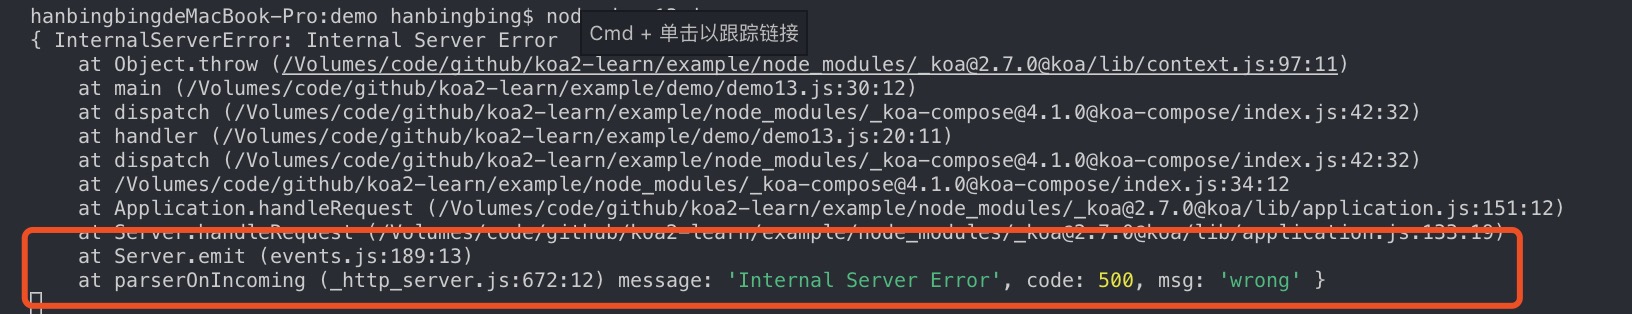 hanbingbingdeMacBook-Pro:demo hanbingbing$ nod
Cmd + 单击以跟踪链接
{ InternalServerError: Internal Server Error
at Object.throw (/Volumes/code/github/koa2-learn/example/node_modules/_koa@2.7.0@koa/lib/context.js:97:11)
at main (/Volumes/code/github/koa2-learn/example/demo/demo13.js:30:12)
at dispatch (/Volumes/code/github/koa2-learn/example/node_modules/_koa-compose@4.1.0@koa-compose/index.js:42:32)
at handler (/Volumes/code/github/koa2-learn/example/demo/demo13.js:20:11)
at dispatch (/Volumes/code/github/koa2-learn/example/node_modules/_koa-compose@4.1.0@koa-compose/index.js:42:32)
at /Volumes/code/github/koa2-learn/example/node_modules/_koa-compose@4.1.0@koa-compose/index.js:34:12
at Application.handleRequest (/Volumes/code/github/koa2-learn/example/node_modules/_koa@2.7.0@koa/lib/application.js:151:12)
at Server.handleRequest (/Volumes/code/github/koa2-learn/example/node_modules/_koa@2.7.0@koa/lib/application.js:133:19)
at Server.emit (events.js:189:13)
at parserOnIncoming (_http_server.js:672:12) message: 'Internal Server Error', code: 500, msg: 'wrong' }